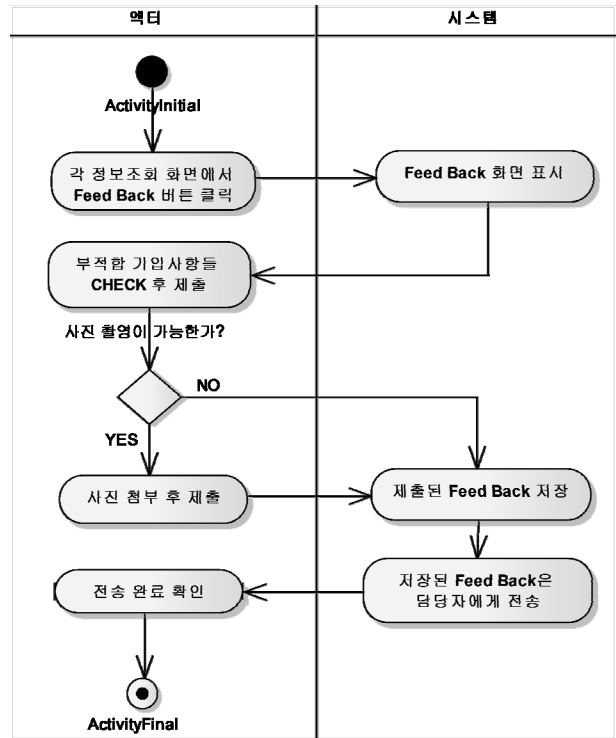 액터
시스템
ActivityInitial
각 정보조회 화면에서
Feed Back 버튼 클릭
Feed Back 화면 표시
부적합 기입사항들
CHECK 후 제출
사진 촬영이 가능한가?
NO
YES
사진 첨부 후 제출
제출된 Feed Back 저장
저장된 Feed Back은
담당자에게 전송
전송 완료 확인
ActivityFinal